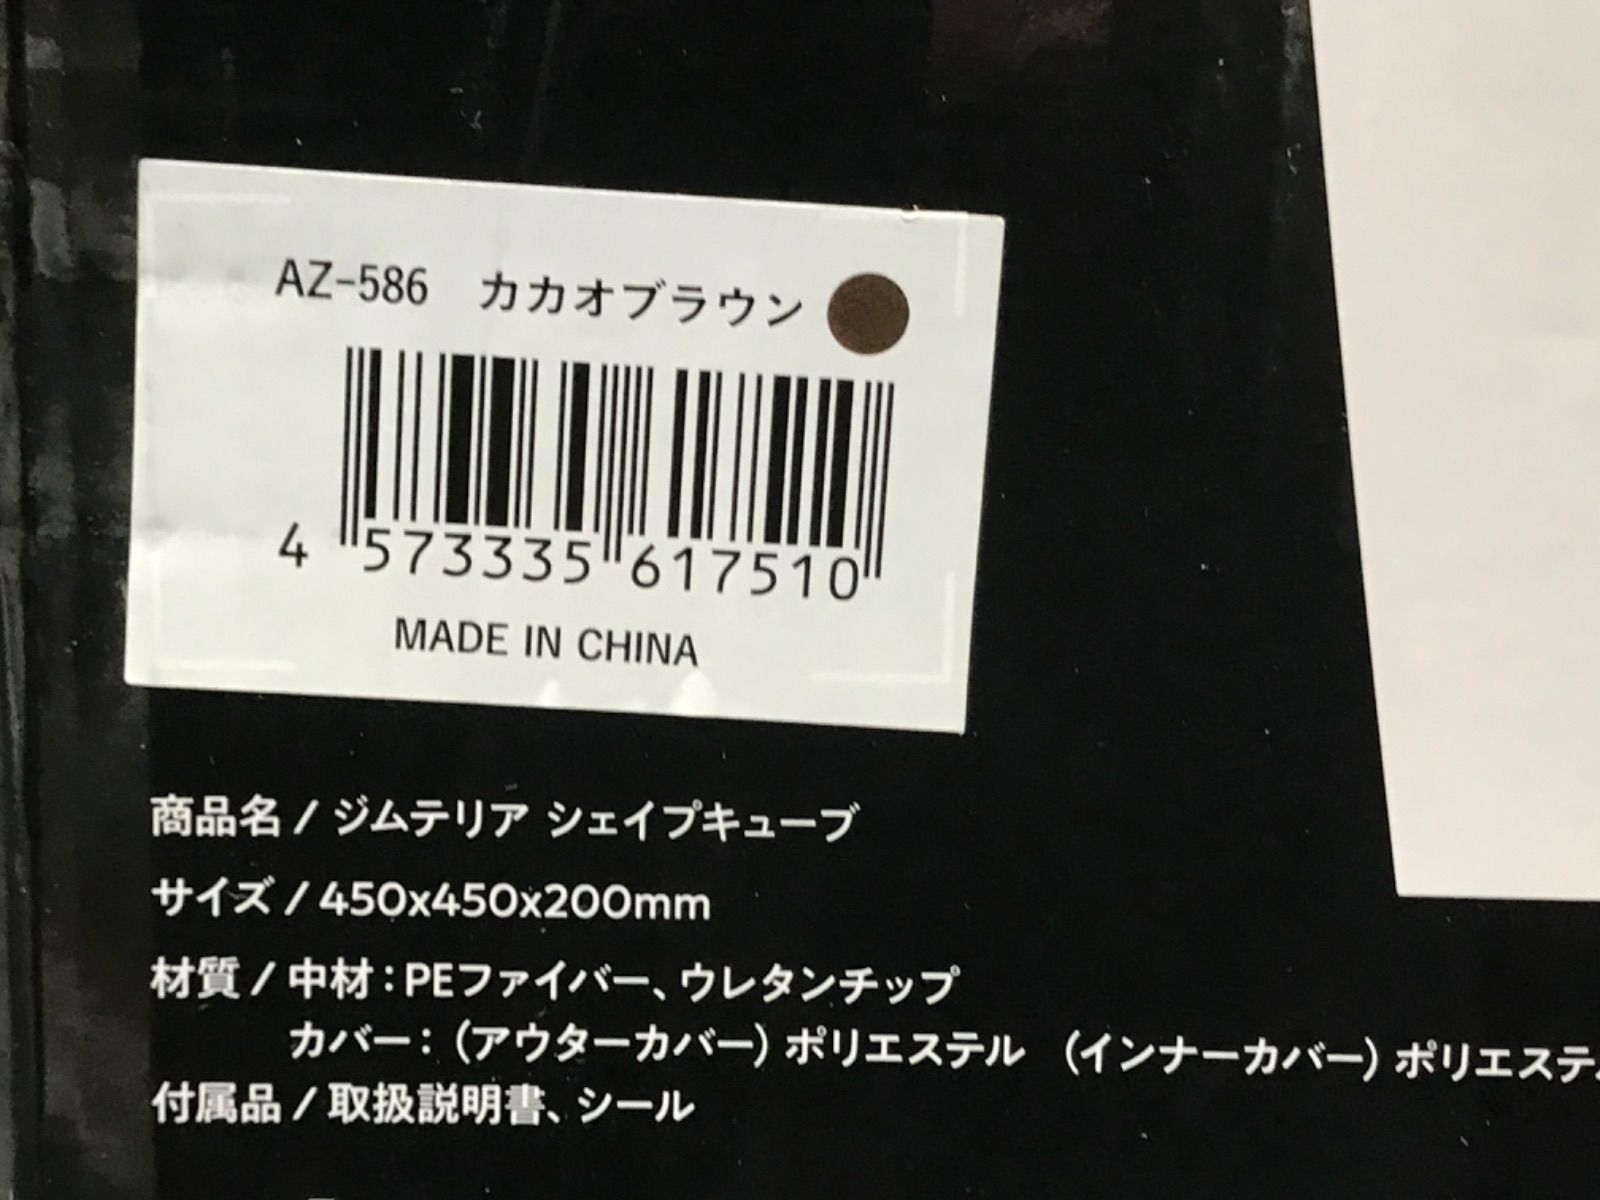 AZ-586 カカオブラウン
4 573335 617510
MADE IN CHINA
商品名 / ジムテリア シェイプキューブ
サイズ / 450x450x200mm
材質 / 中材：PEファイバー、ウレタンチップ
カバー：（アウターカバー）ポリエステル （インナーカバー）ポリエステ
付属品 / 取扱説明書、シール